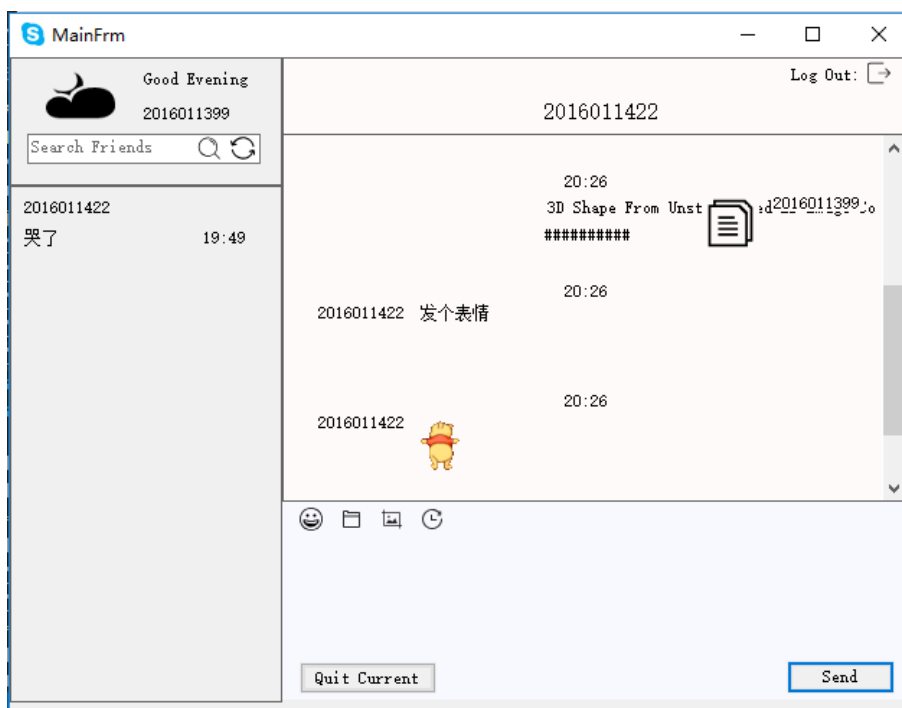 MainFrm
Good Evening
2016011399
Search Friends
2016011422
哭了 19:49
Log Out:
2016011422
20:26
3D Shape From Unst 2016011399
##########
20:26
2016011422 发个表情
20:26
2016011422
Quit Current
Send